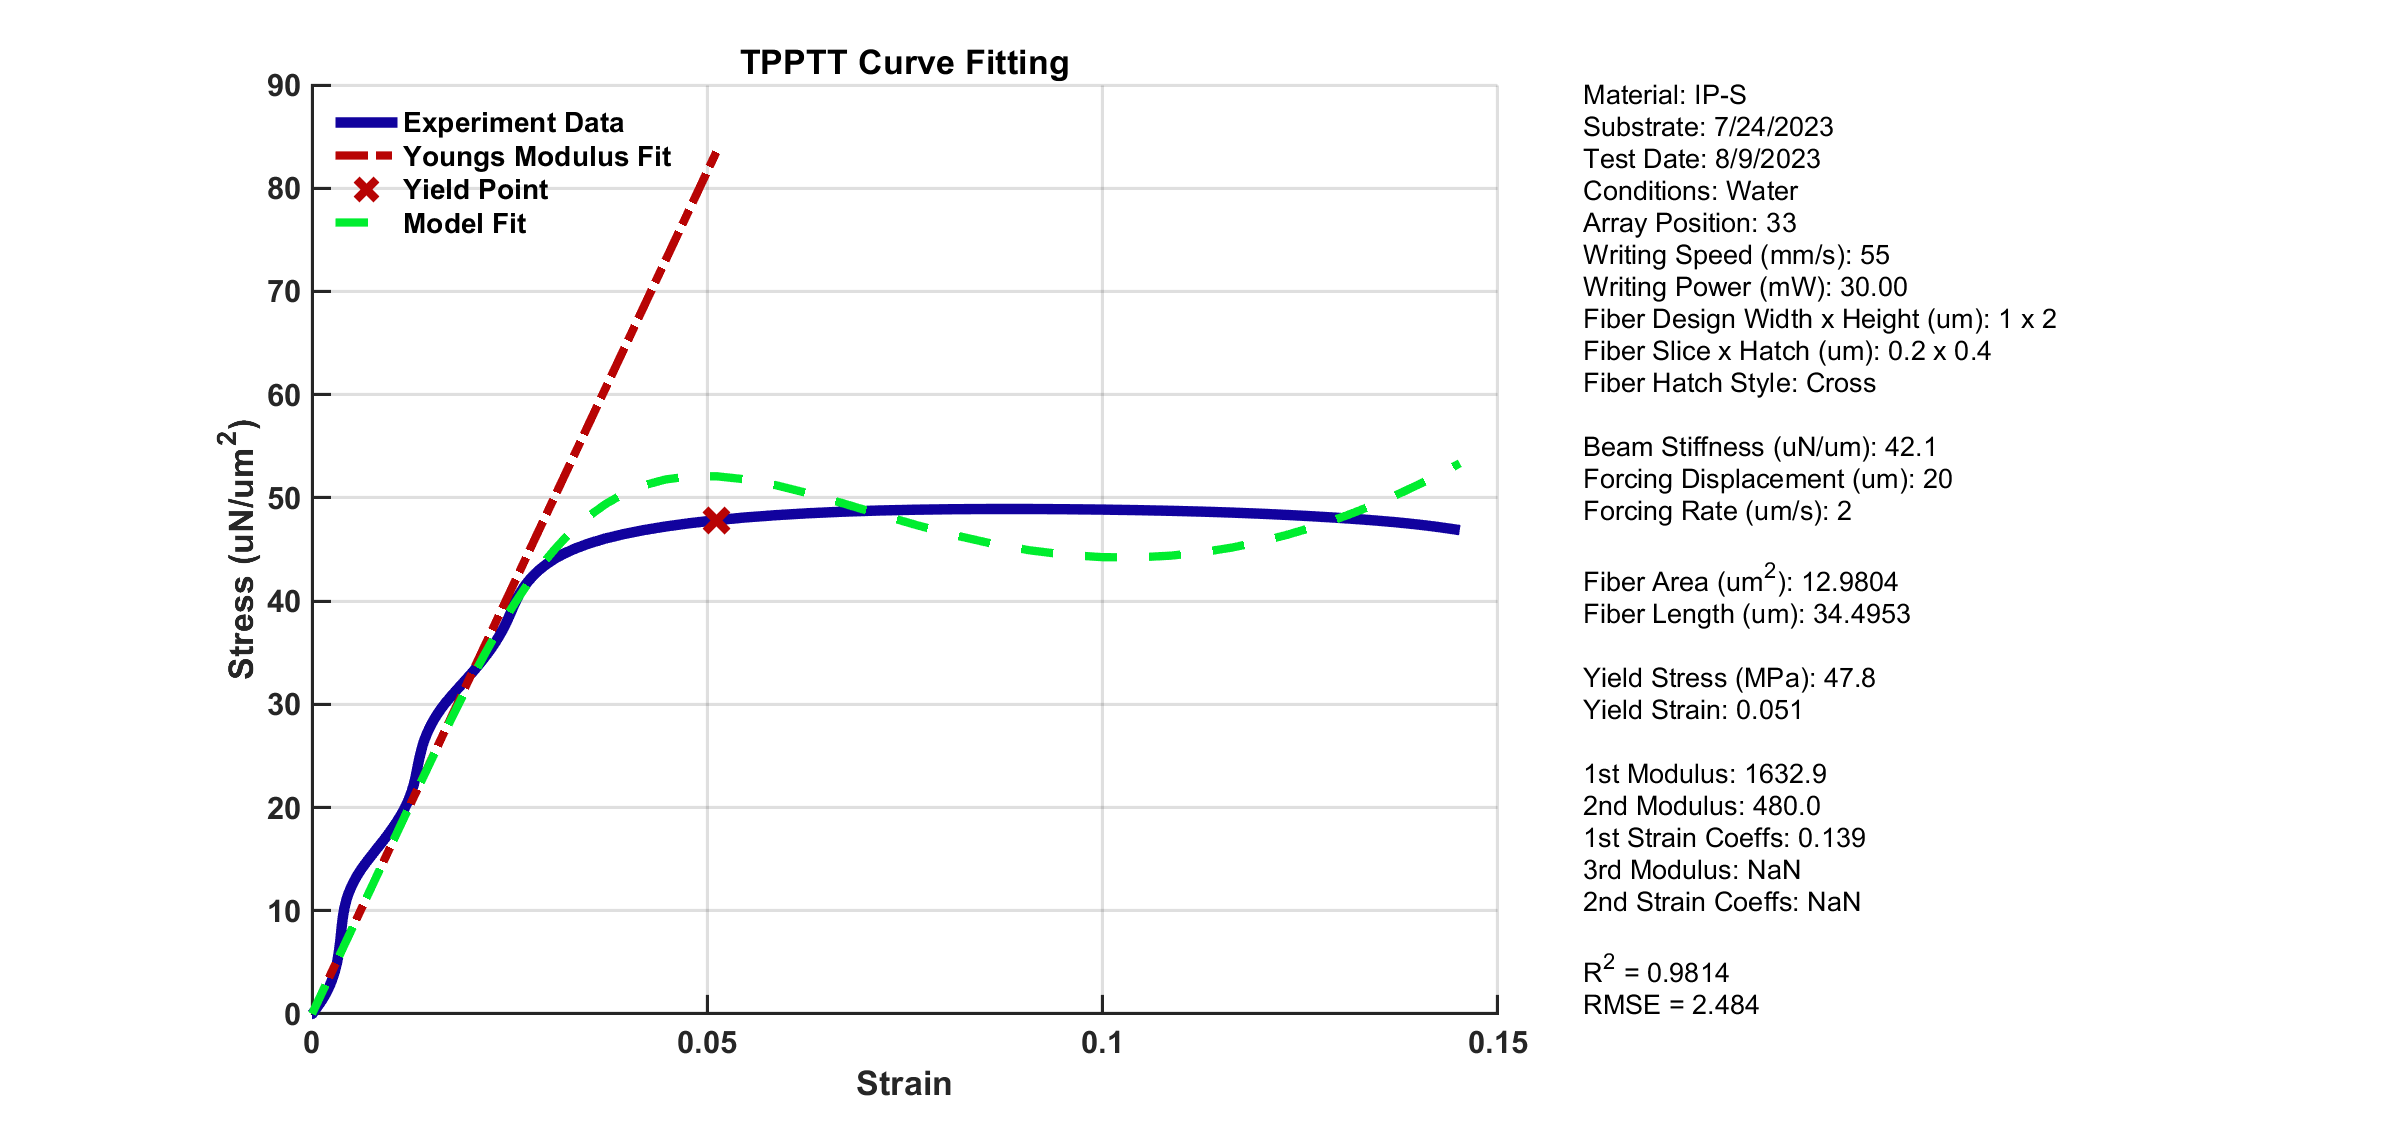 TPPTT Curve Fitting
90
80
70
60
50
40
30
20
10
0
Stress (uN/um²)
Experiment Data
Youngs Modulus Fit
Yield Point
Model Fit
0
0.05
0.1
0.15
Strain
Material: IP-S
Substrate: 7/24/2023
Test Date: 8/9/2023
Conditions: Water
Array Position: 33
Writing Speed (mm/s): 55
Writing Power (mW): 30.00
Fiber Design Width x Height (um): 1 x 2
Fiber Slice x Hatch (um): 0.2 x 0.4
Fiber Hatch Style: Cross
Beam Stiffness (uN/um): 42.1
Forcing Displacement (um): 20
Forcing Rate (um/s): 2
Fiber Area (um²): 12.9804
Fiber Length (um): 34.4953
Yield Stress (MPa): 47.8
Yield Strain: 0.051
1st Modulus: 1632.9
2nd Modulus: 480.0
1st Strain Coeffs: 0.139
3rd Modulus: NaN
2nd Strain Coeffs: NaN
R² = 0.9814
RMSE = 2.484